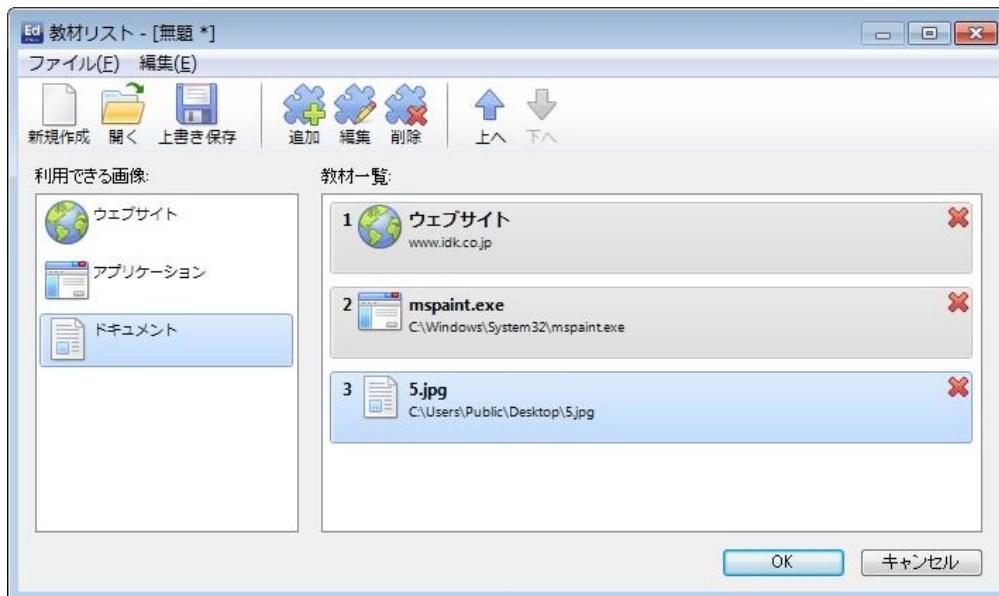 Ed 教材リスト - [無題 *]
ファイル(F) 編集(E)
新規作成 開く 上書き保存 追加 編集 削除 上へ 下へ
利用できる画像:
ウェブサイト
アプリケーション
ドキュメント
教材一覧:
1 ウェブサイト
www.idk.co.jp
2 mspaint.exe
C:\Windows\System32\mspaint.exe
3 5.jpg
C:\Users\Public\Desktop\5.jpg
OK キャンセル